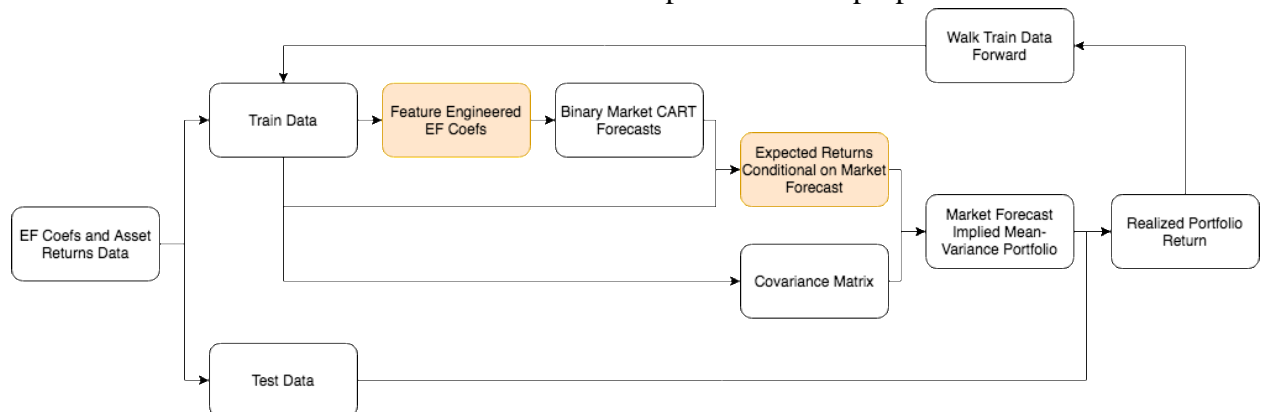 Walk Train Data
Forward
Train Data
Feature Engineered
EF Coefs
Binary Market CART
Forecasts
Expected Returns
Conditional on Market
Forecast
EF Coefs and Asset
Returns Data
Market Forecast
Implied Mean-
Variance Portfolio
Realized Portfolio
Return
Covariance Matrix
Test Data